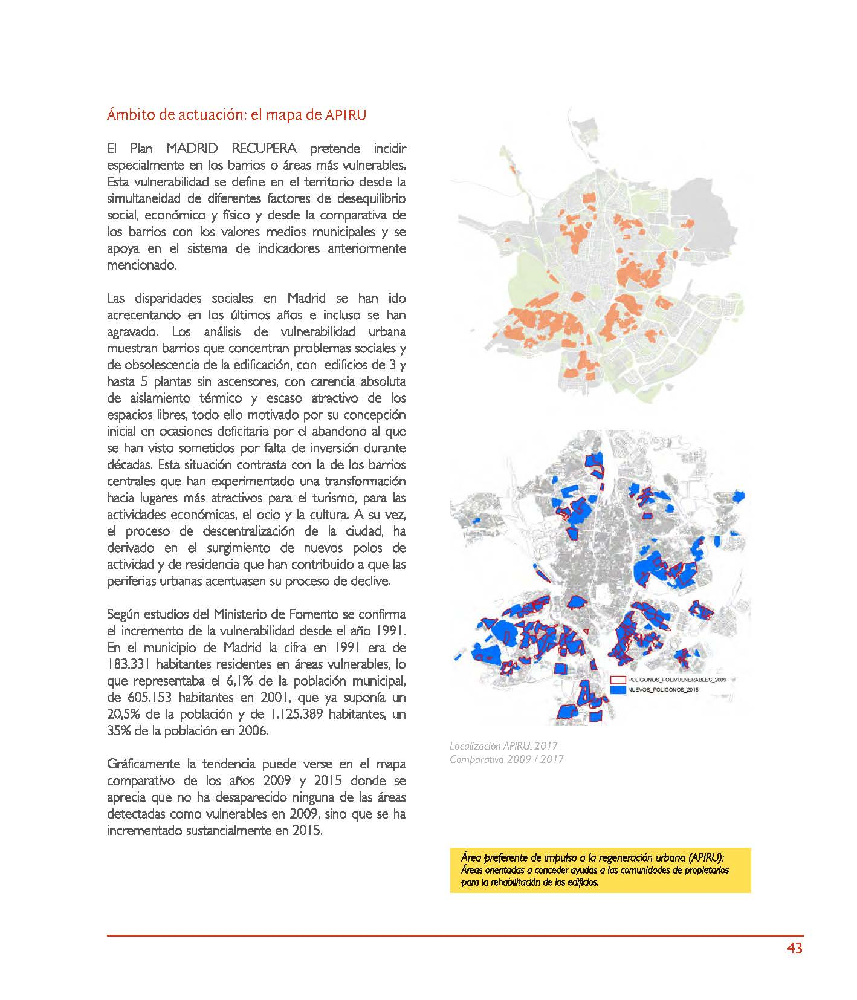 Ámbito de actuación: el mapa de APIRU
El Plan MADRID RECUPERA pretende incidir
especialmente en los barrios o áreas más vulnerables.
Esta vulnerabilidad se define en el territorio desde la
simultaneidad de diferentes factores de desequilibrio
social, económico y físico y desde la comparativa de
los barrios con los valores medios municipales y se
apoya en el sistema de indicadores anteriormente
mencionado.
Las disparidades sociales en Madrid se han ido
acrecentando en los últimos años e incluso se han
agravado. Los análisis de vulnerabilidad urbana
muestran barrios que concentran problemas sociales y
de obsolescencia de la edificación, con edificios de 3 y
hasta 5 plantas sin ascensores, con carencia absoluta
de aislamiento térmico y escaso atractivo de los
espacios libres, todo ello motivado por su concepción
inicial en ocasiones deficitaria por el abandono al que
se han visto sometidos por falta de inversión durante
décadas. Esta situación contrasta con la de los barrios
centrales que han experimentado una transformación
hacia lugares más atractivos para el turismo, para las
actividades económicas, el ocio y la cultura. A su vez,
el proceso de descentralización de la ciudad, ha
derivado en el surgimiento de nuevos polos de
actividad y de residencia que han contribuido a que las
periferias urbanas acentuasen su proceso de declive.
Según estudios del Ministerio de Fomento se confirma
el incremento de la vulnerabilidad desde el año 1991.
En el municipio de Madrid la cifra en 1991 era de
183.331 habitantes residentes en áreas vulnerables, lo
que representaba el 6,1% de la población municipal,
de 605.153 habitantes en 2001, que ya suponía un
20,5% de la población y de 1.125.389 habitantes, un
35% de la población en 2006.
Gráficamente la tendencia puede verse en el mapa
comparativo de los años 2009 y 2015 donde se
aprecia que no ha desaparecido ninguna de las áreas
detectadas como vulnerables en 2009, sino que se ha
incrementado sustancialmente en 2015.
POLIGONOS_POLIVULNERABLES_2009
NUEVOS_POLIGONOS_2015
Localización APIRU. 2017
Comparativa 2009 / 2017
Área preferente de impulso a la regeneración urbana (APIRU):
Áreas orientadas a conceder ayudas a las comunidades de propietarios
para la rehabilitación de los edificios.
43